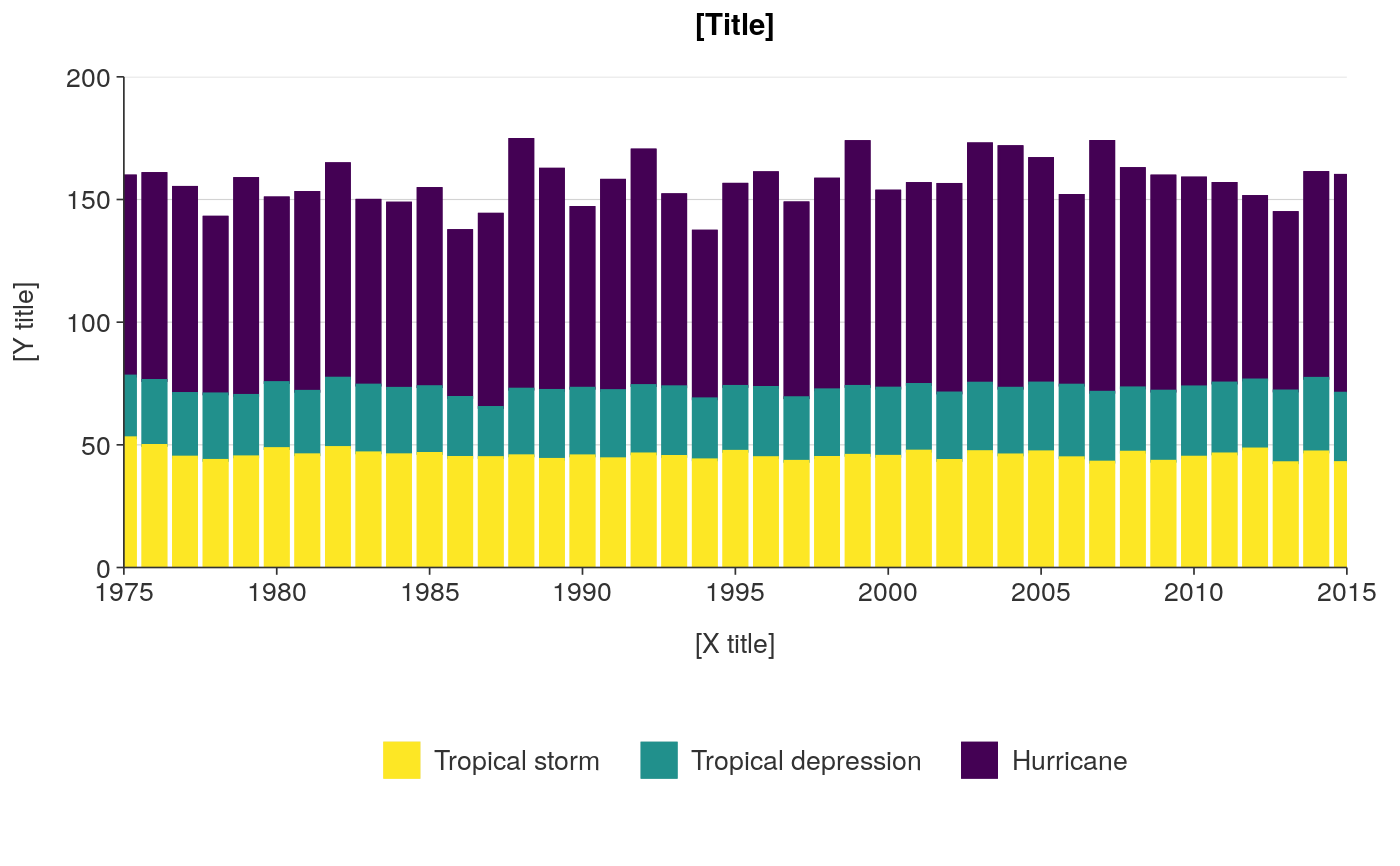 [Title]
[Y title]
200
150
100
50
0
1975 1980 1985 1990 1995 2000 2005 2010 2015
[X title]
Tropical storm Tropical depression Hurricane